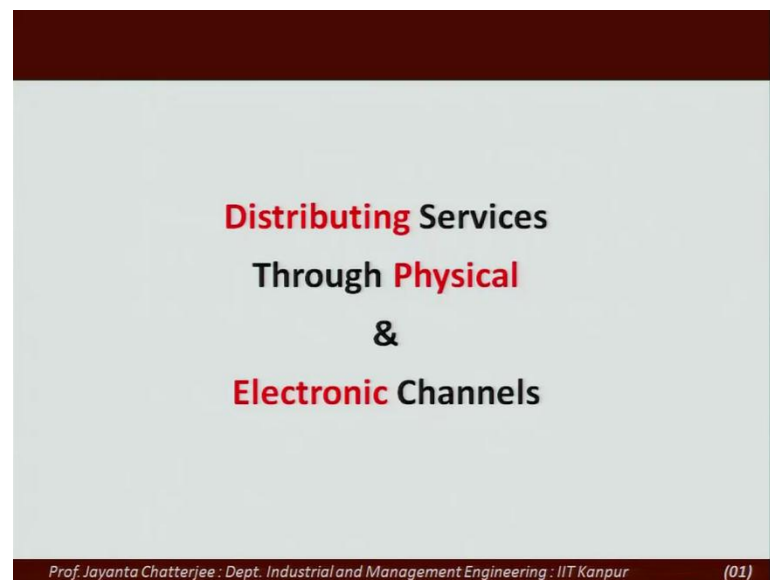 Distributing Services
Through Physical
&
Electronic Channels
Prof. Jayanta Chatterjee : Dept. Industrial and Management Engineering : IIT Kanpur (01)